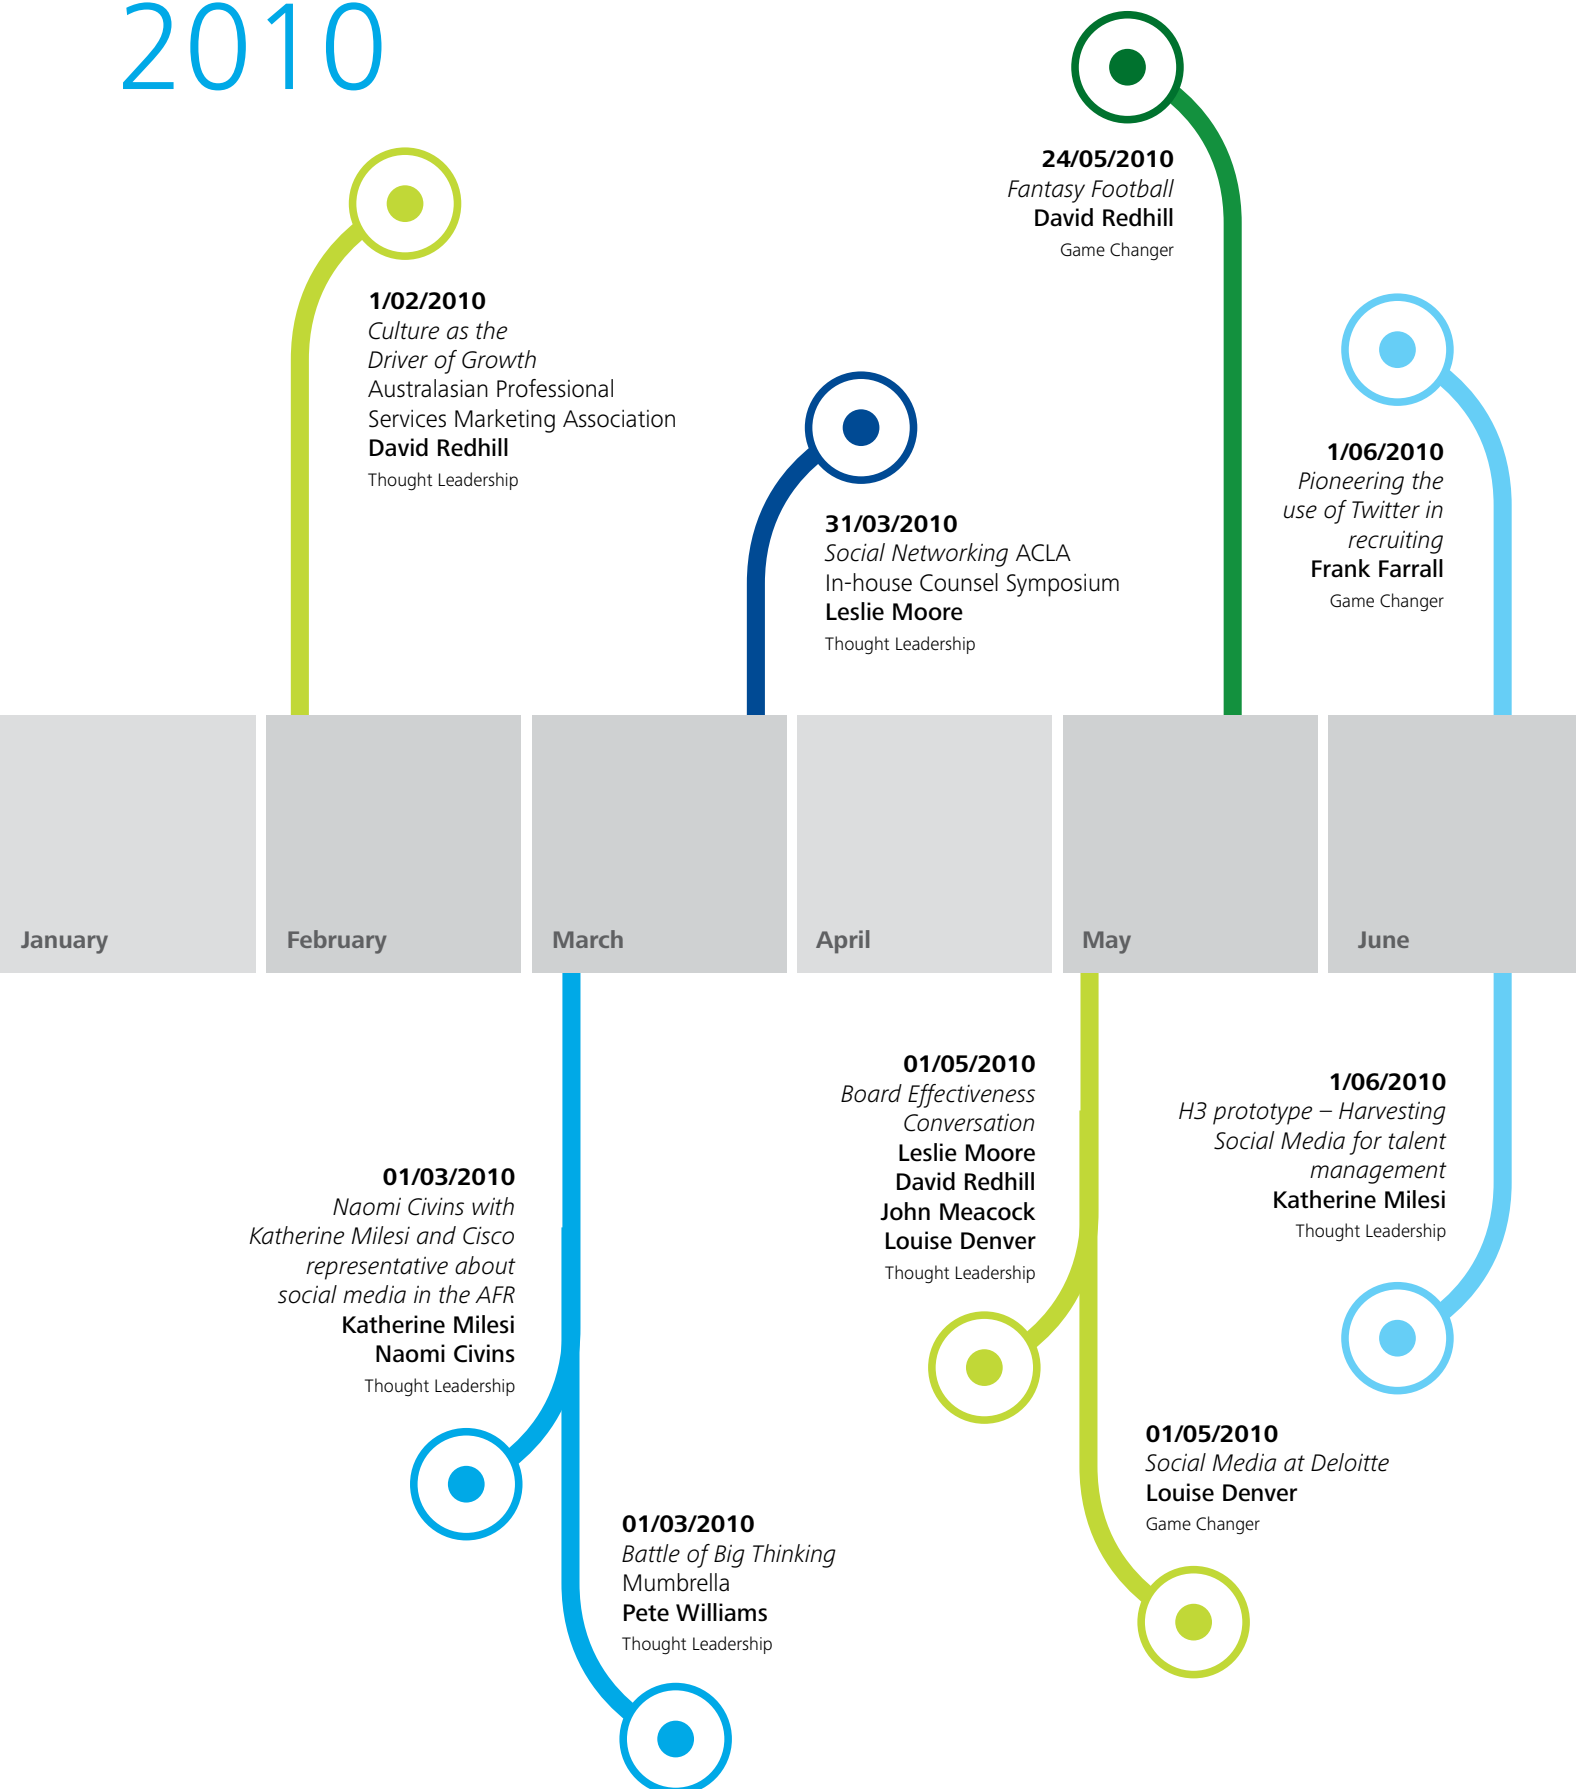 2010
24/05/2010
Fantasy Football
David Redhill
Game Changer
1/02/2010
Culture as the
Driver of Growth
Australasian Professional
Services Marketing Association
David Redhill
Thought Leadership
31/03/2010
Social Networking ACLA
In-house Counsel Symposium
Leslie Moore
Thought Leadership
1/06/2010
Pioneering the
use of Twitter in
recruiting
Frank Farrall
Game Changer
January
February
March
April
May
June
01/03/2010
Naomi Civins with
Katherine Milesi and Cisco
representative about
social media in the AFR
Katherine Milesi
Naomi Civins
Thought Leadership
01/03/2010
Battle of Big Thinking
Mumbrella
Pete Williams
Thought Leadership
01/05/2010
Board Effectiveness
Conversation
Leslie Moore
David Redhill
John Meacock
Louise Denver
Thought Leadership
01/05/2010
Social Media at Deloitte
Louise Denver
Game Changer
1/06/2010
H3 prototype – Harvesting
Social Media for talent
management
Katherine Milesi
Thought Leadership